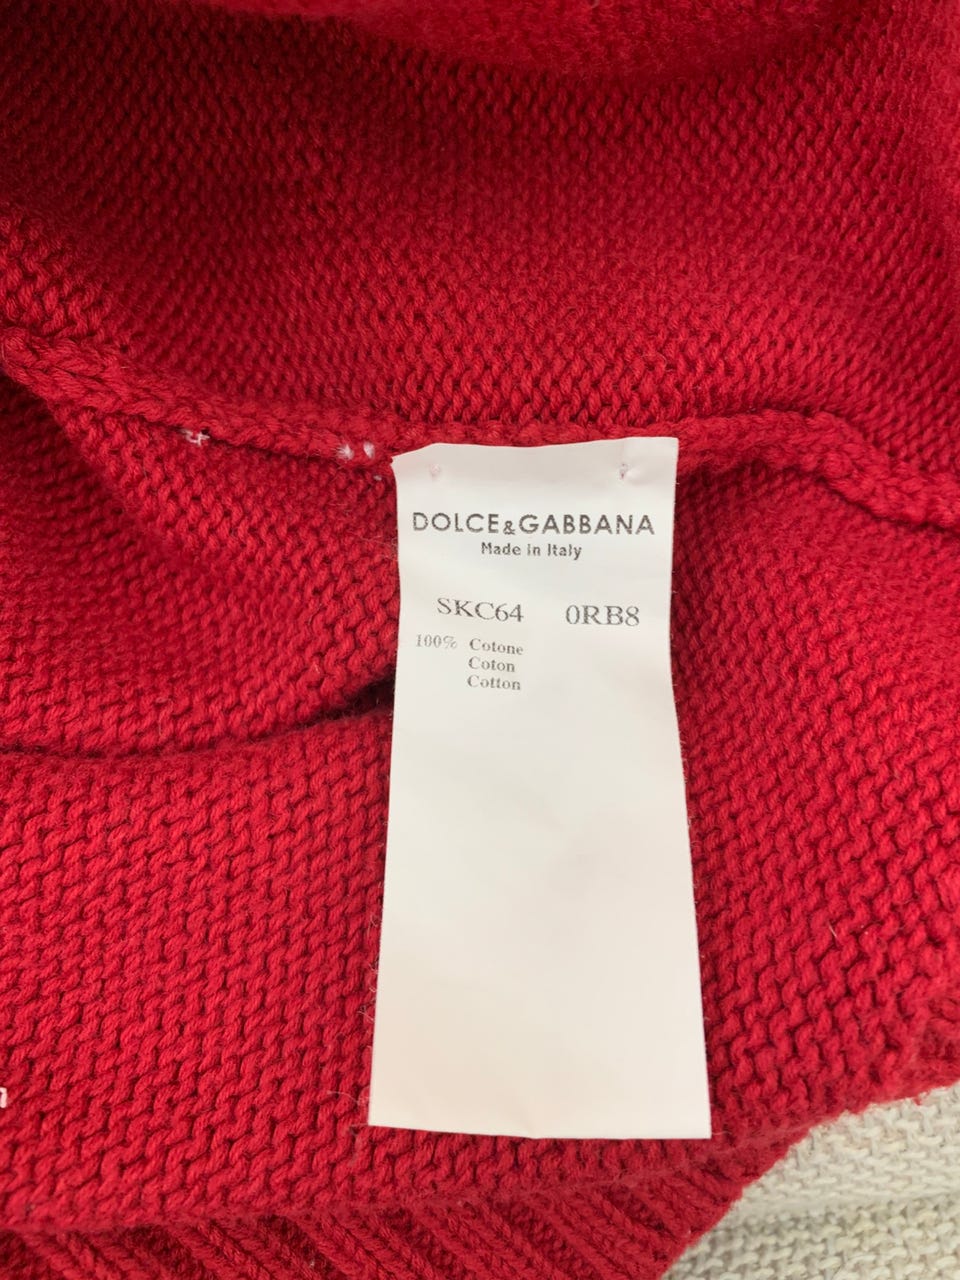 DOLCE&GABBANA
Made in Italy
SKC64 0RB8
100% Cotone
Coton
Cotton